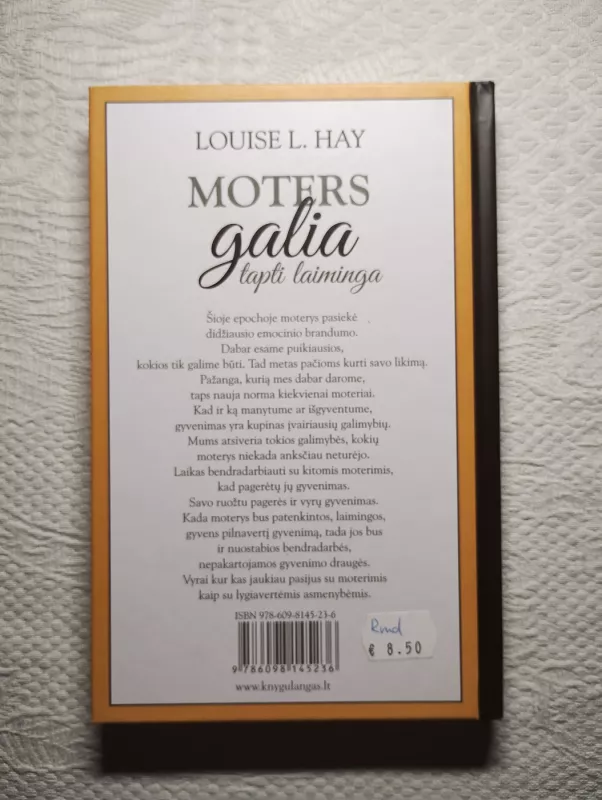 LOUISE L. HAY
MOTERS
galia
tapti laiminga
Šioje epochoje moterys pasiekė
didžiausio emocinio brandumo.
Dabar esame puikiausios,
kokios tik galime būti. Tad metas pačioms kurti savo likimą.
Pažanga, kurią mes dabar darome,
taps nauja norma kiekvienai moteriai.
Kad ir ką manytume ar išgyventume,
gyvenimas yra kupinas įvairiausių galimybių.
Mums atsiveria tokios galimybės, kokių
moterys niekada anksčiau neturėjo.
Laikas bendradarbiauti su kitomis moterimis,
kad pagerėtų jų gyvenimas.
Savo ruožtu pagerės ir vyrų gyvenimas.
Kada moterys bus patenkintos, laimingos,
gyvens pilnavertį gyvenimą, tada jos bus
ir nuostabios bendradarbės,
nepakartojamos gyvenimo draugės.
Vyrai kur kas jaukiau pasijus su moterimis
kaip su lygiavertėmis asmenybėmis.
ISBN 978-609-8145-23-6
9 786098 145236
www.knygulangas.lt
Rmd
€ 8.50